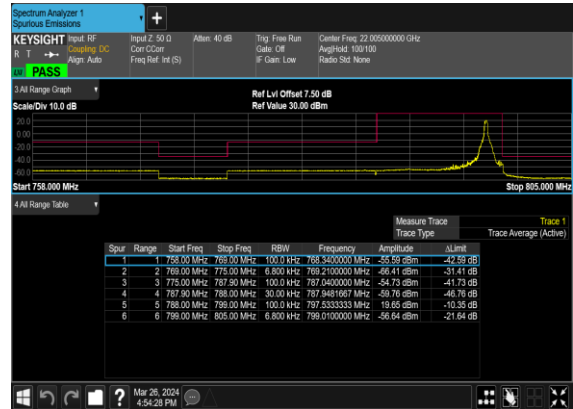 Spectrum Analyzer 1
Spurious Emissions
+
KEYSIGHT Input: RF Input Z: 50 Ω Atten: 40 dB Trig: Free Run Center Freq: 22.005000000 GHz
R T Coupling: DC Corr CCorr Gate: Off Avg|Hold: 100/100
Align: Auto Freq Ref: Int (S) IF Gain: Low Radio Std: None
LW PASS
3 All Range Graph
Ref Lvl Offset 7.50 dB
Scale/Div 10.0 dB Ref Value 30.00 dBm
20.0
0.00
-20.0
-40.0
-60.0
Start 758.000 MHz Stop 805.000 MHz
4 All Range Table
Measure Trace Trace 1
Trace Type Trace Average (Active)
Spur Range Start Freq Stop Freq RBW Frequency Amplitude ΔLimit
1 1 758.00 MHz 769.00 MHz 100.0 kHz 768.3400000 MHz -55.59 dBm -42.59 dB
2 2 769.00 MHz 775.00 MHz 6.800 kHz 769.2100000 MHz -66.41 dBm -31.41 dB
3 3 775.00 MHz 787.90 MHz 100.0 kHz 787.0400000 MHz -54.73 dBm -41.73 dB
4 4 787.90 MHz 788.00 MHz 30.00 kHz 787.9481667 MHz -59.76 dBm -46.76 dB
5 5 788.00 MHz 799.00 MHz 100.0 kHz 797.5333333 MHz 19.65 dBm -10.35 dB
6 6 799.00 MHz 805.00 MHz 6.800 kHz 799.0100000 MHz -56.64 dBm -21.64 dB
? Mar 26, 2024
4:54:28 PM